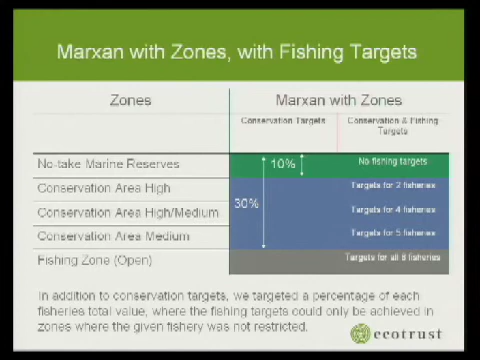 Marxan with Zones, with Fishing Targets
Zones
Marxan with Zones
Conservation Targets
Conservation & Fishing
Targets
No-take Marine Reserves
10%
No fishing targets
Conservation Area High
Targets for 2 fisheries
30%
Conservation Area High/Medium
Targets for 4 fisheries
Conservation Area Medium
Targets for 5 fisheries
Fishing Zone (Open)
Targets for all 8 fisheries
In addition to conservation targets, we targeted a percentage of each
fisheries total value, where the fishing targets could only be achieved in
zones where the given fishery was not restricted.
ecotrust